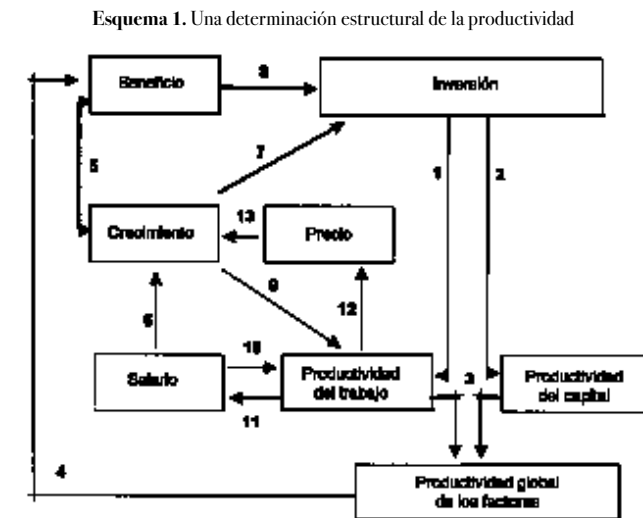 Esquema 1. Una determinación estructural de la productividad
Beneficio
8
Inversión
5
7
1
2
Crecimiento
13
Precio
9
6
12
10
Salario
Productividad
del trabajo
3
Productividad
del capital
11
4
Productividad global
de los factores